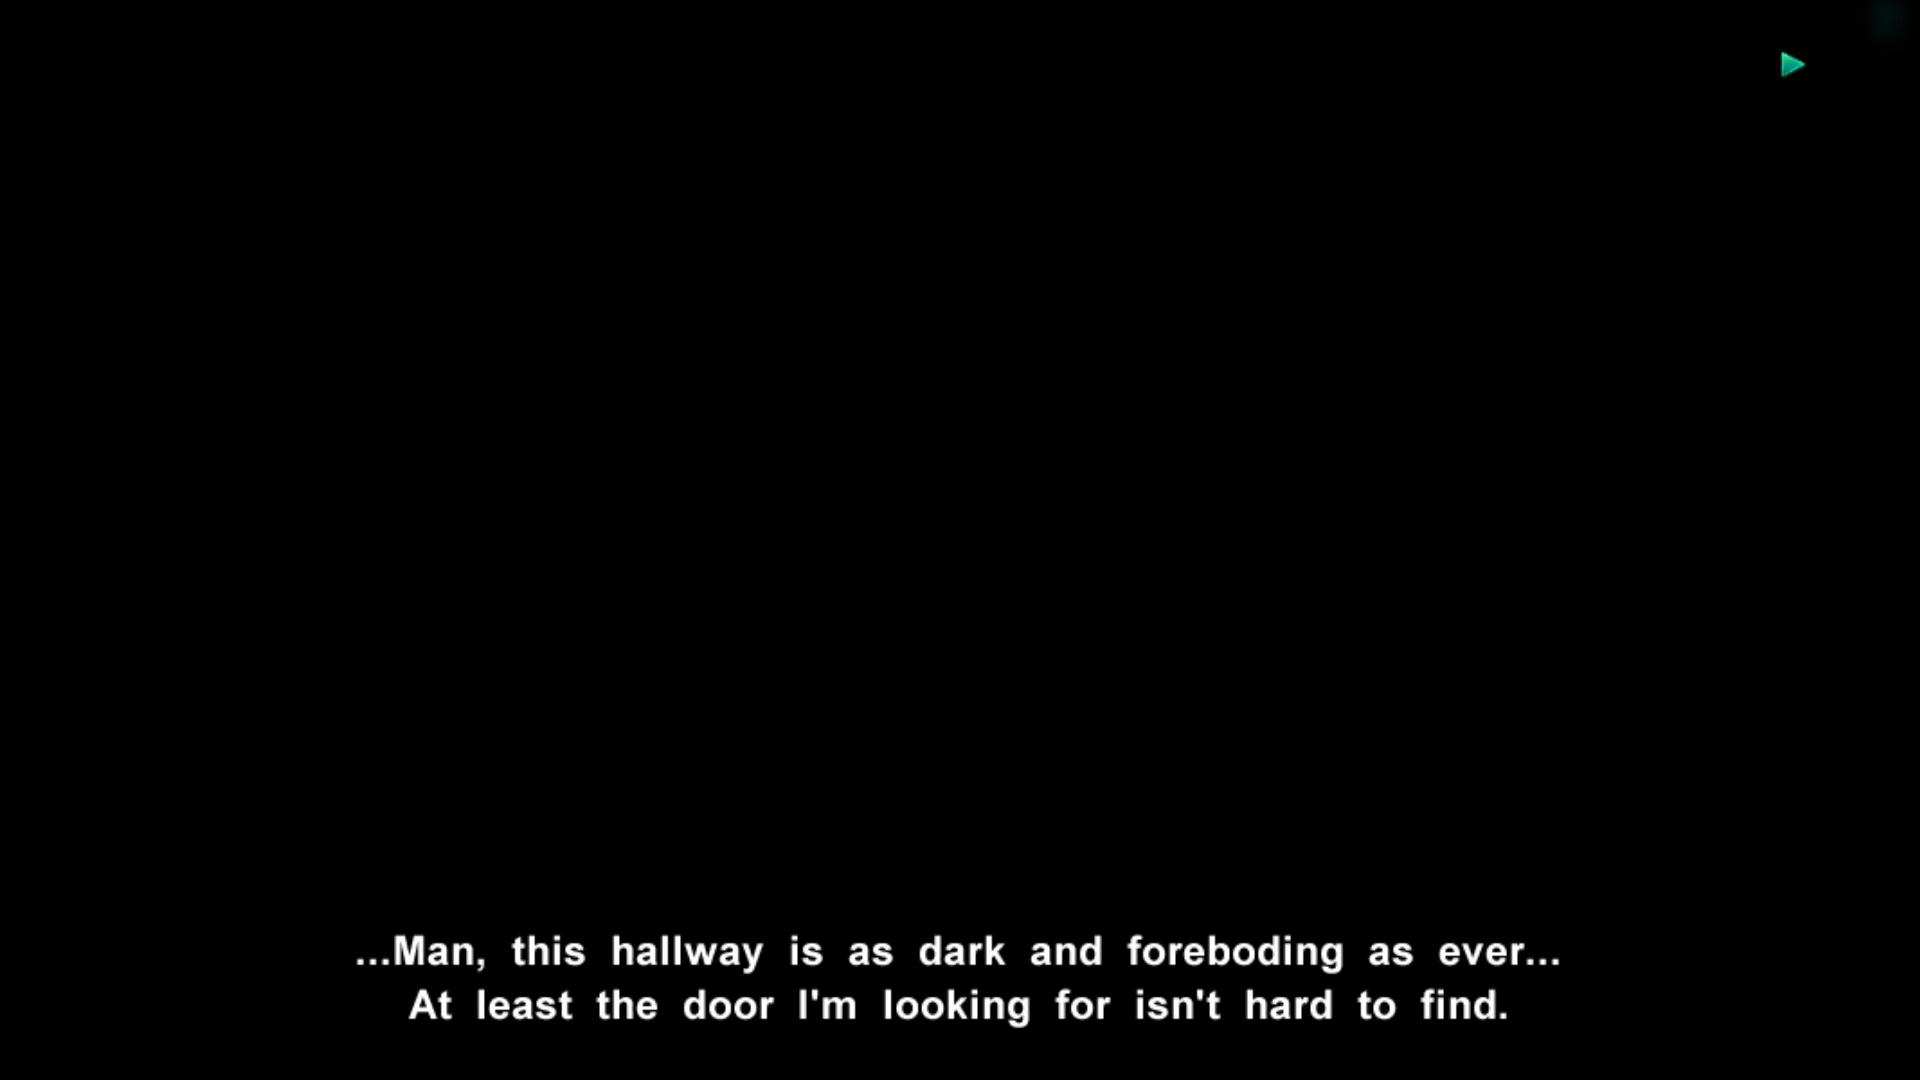 ...Man, this hallway is as dark and foreboding as ever...
At least the door I'm looking for isn't hard to find.